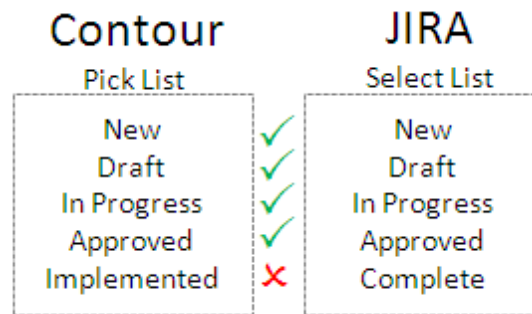 Contour JIRA
Pick List Select List
New New
Draft Draft
In Progress In Progress
Approved Approved
Implemented Complete